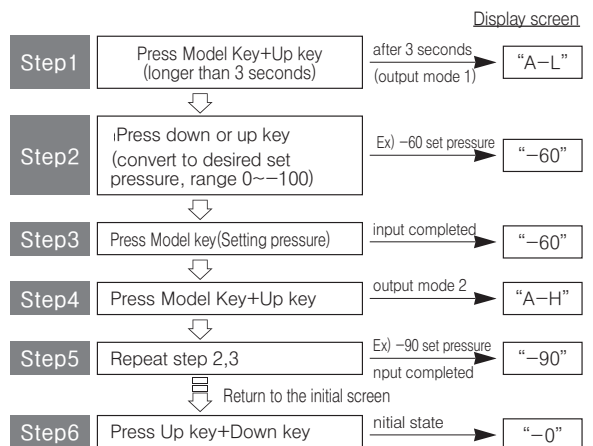 Display screen
Step1
Press Model Key+Up key
(longer than 3 seconds)
after 3 seconds
(output mode 1)
“A−L”
Step2
Press down or up key
(convert to desired set
pressure, range 0~−100)
Ex) −60 set pressure
“−60”
Step3
Press Model key(Setting pressure)
input completed
“−60”
Step4
Press Model Key+Up key
output mode 2
“A−H”
Step5
Repeat step 2,3
Ex) −90 set pressure
nput completed
“−90”
Return to the initial screen
Step6
Press Up key+Down key
nitial state
“−0”